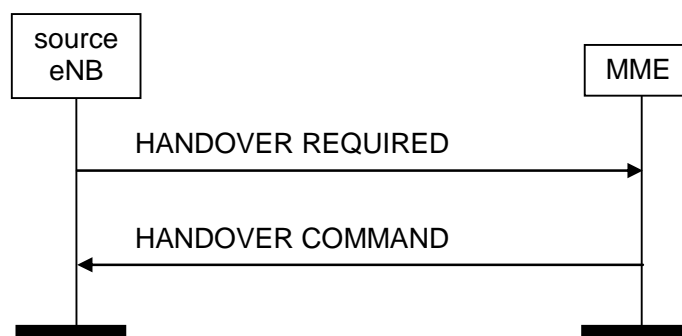 source
eNB
MME
HANDOVER REQUIRED
HANDOVER COMMAND